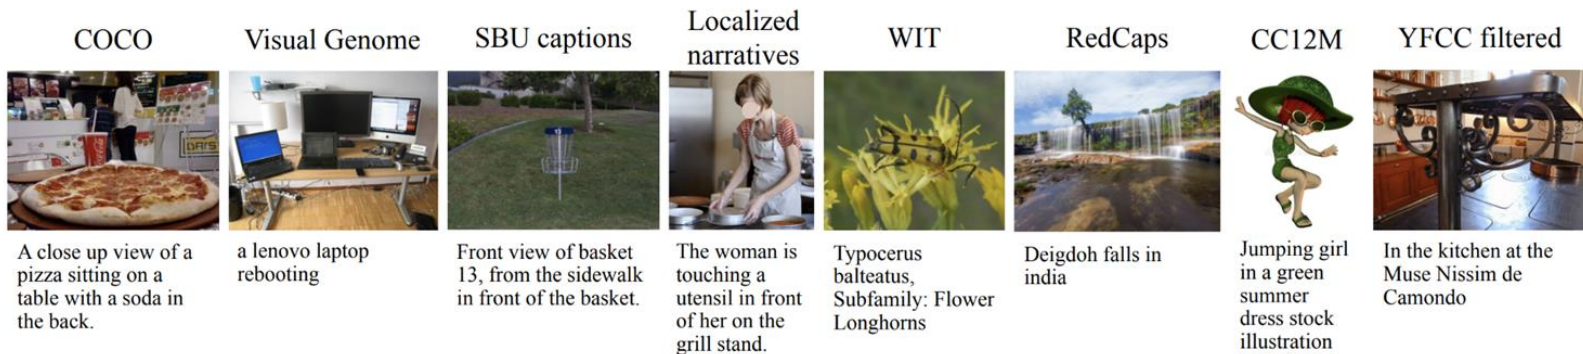 COCO
A close up view of a
pizza sitting on a
table with a soda in
the back.
Visual Genome
a lenovo laptop
rebooting
SBU captions
13
Front view of basket
13, from the sidewalk
in front of the basket.
Localized
narratives
The woman is
touching a
utensil in front
of her on the
grill stand.
WIT
Typocerus
balteatus,
Subfamily: Flower
Longhorns
RedCaps
Deigdoh falls in
india
CC12M
Jumping girl
in a green
summer
dress stock
illustration
YFCC filtered
In the kitchen at the
Muse Nissim de
Camondo